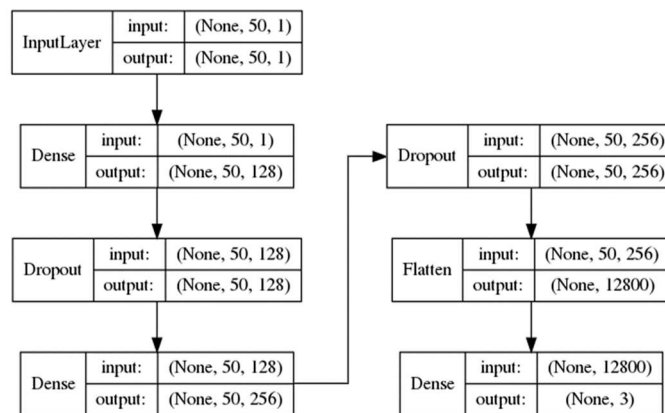 InputLayer input: (None, 50, 1)
output: (None, 50, 1)
Dense input: (None, 50, 1)
output: (None, 50, 128)
Dropout input: (None, 50, 128)
output: (None, 50, 128)
Dense input: (None, 50, 128)
output: (None, 50, 256)
Dropout input: (None, 50, 256)
output: (None, 50, 256)
Flatten input: (None, 50, 256)
output: (None, 12800)
Dense input: (None, 12800)
output: (None, 3)